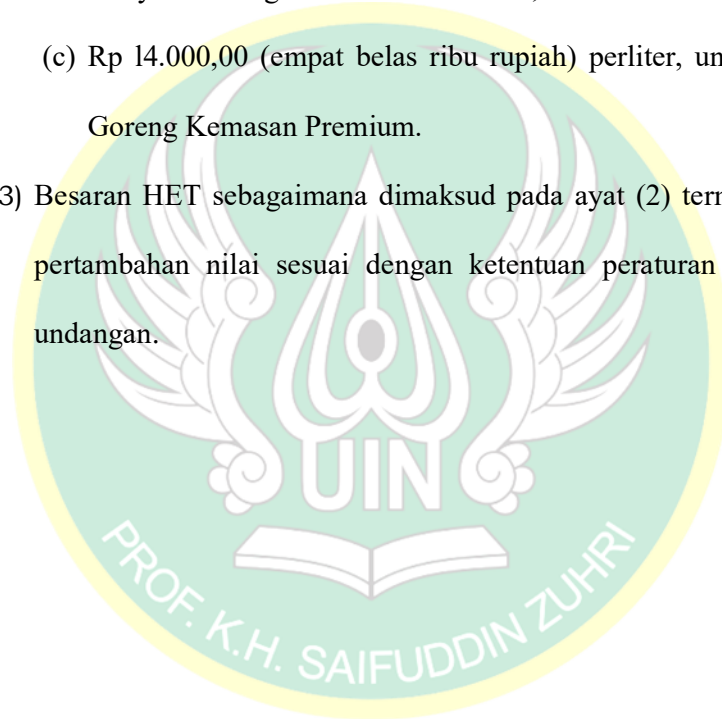 (c) Rp l4.000,00 (empat belas ribu rupiah) perliter, un
Goreng Kemasan Premium.
3) Besaran HET sebagaimana dimaksud pada ayat (2) term
pertambahan nilai sesuai dengan ketentuan peraturan
undangan.
UIN
PROF. K.H. SAIFUDDIN ZUHRI